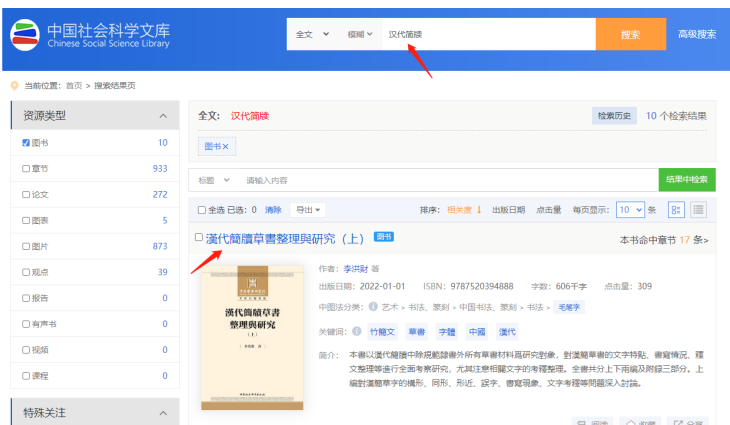 中国社会科学文库
Chinese Social Science Library
全文 模糊 汉代简牍 搜索 高级搜索
当前位置：首页 > 搜索结果页
资源类型
图书 10
章节 933
论文 272
图表 5
图片 873
观点 39
报告 0
有声书 0
视频 0
课程 0
特殊关注
全文： 汉代简牍 检索历史 10 个检索结果
图书×
标题 请输入内容 结果中检索
全选 已选：0 清除 导出 排序：相关度 出版日期 点击量 每页显示：10 条
漢代簡牘草書整理與研究（上） 图书 本书命中章节 17 条>
漢代簡牘草書
整理與研究
（上）
作者：李洪财 著
出版日期：2022-01-01 ISBN：9787520394888 字数：606千字 点击量：309
中图法分类： 艺术 > 书法、篆刻 > 中国书法、篆刻 > 书法 > 毛笔字
关键词： 竹簡文 草書 字體 中國 漢代
简介： 本書以漢代簡牘中除規範隸書外所有草書材料爲研究對象，對漢簡草書的文字特點、書寫情況、釋
文整理等進行全面考察研究，尤其注意相關文字的考釋整理。全書共分上下兩編及附錄三部分。上
編對漢簡草字的構形、同形、形近、誤字、書寫現象、文字考釋等問題深入討論。